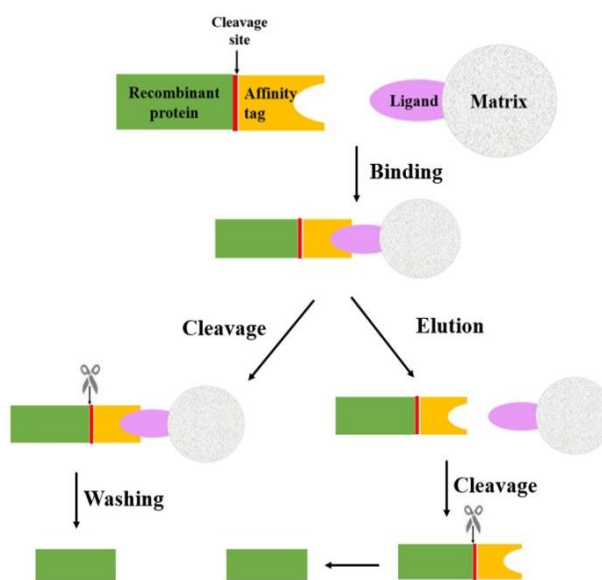 Cleavage
site
Recombinant
protein
Affinity
tag
Ligand
Matrix
Binding
Cleavage
Elution
Washing
Cleavage